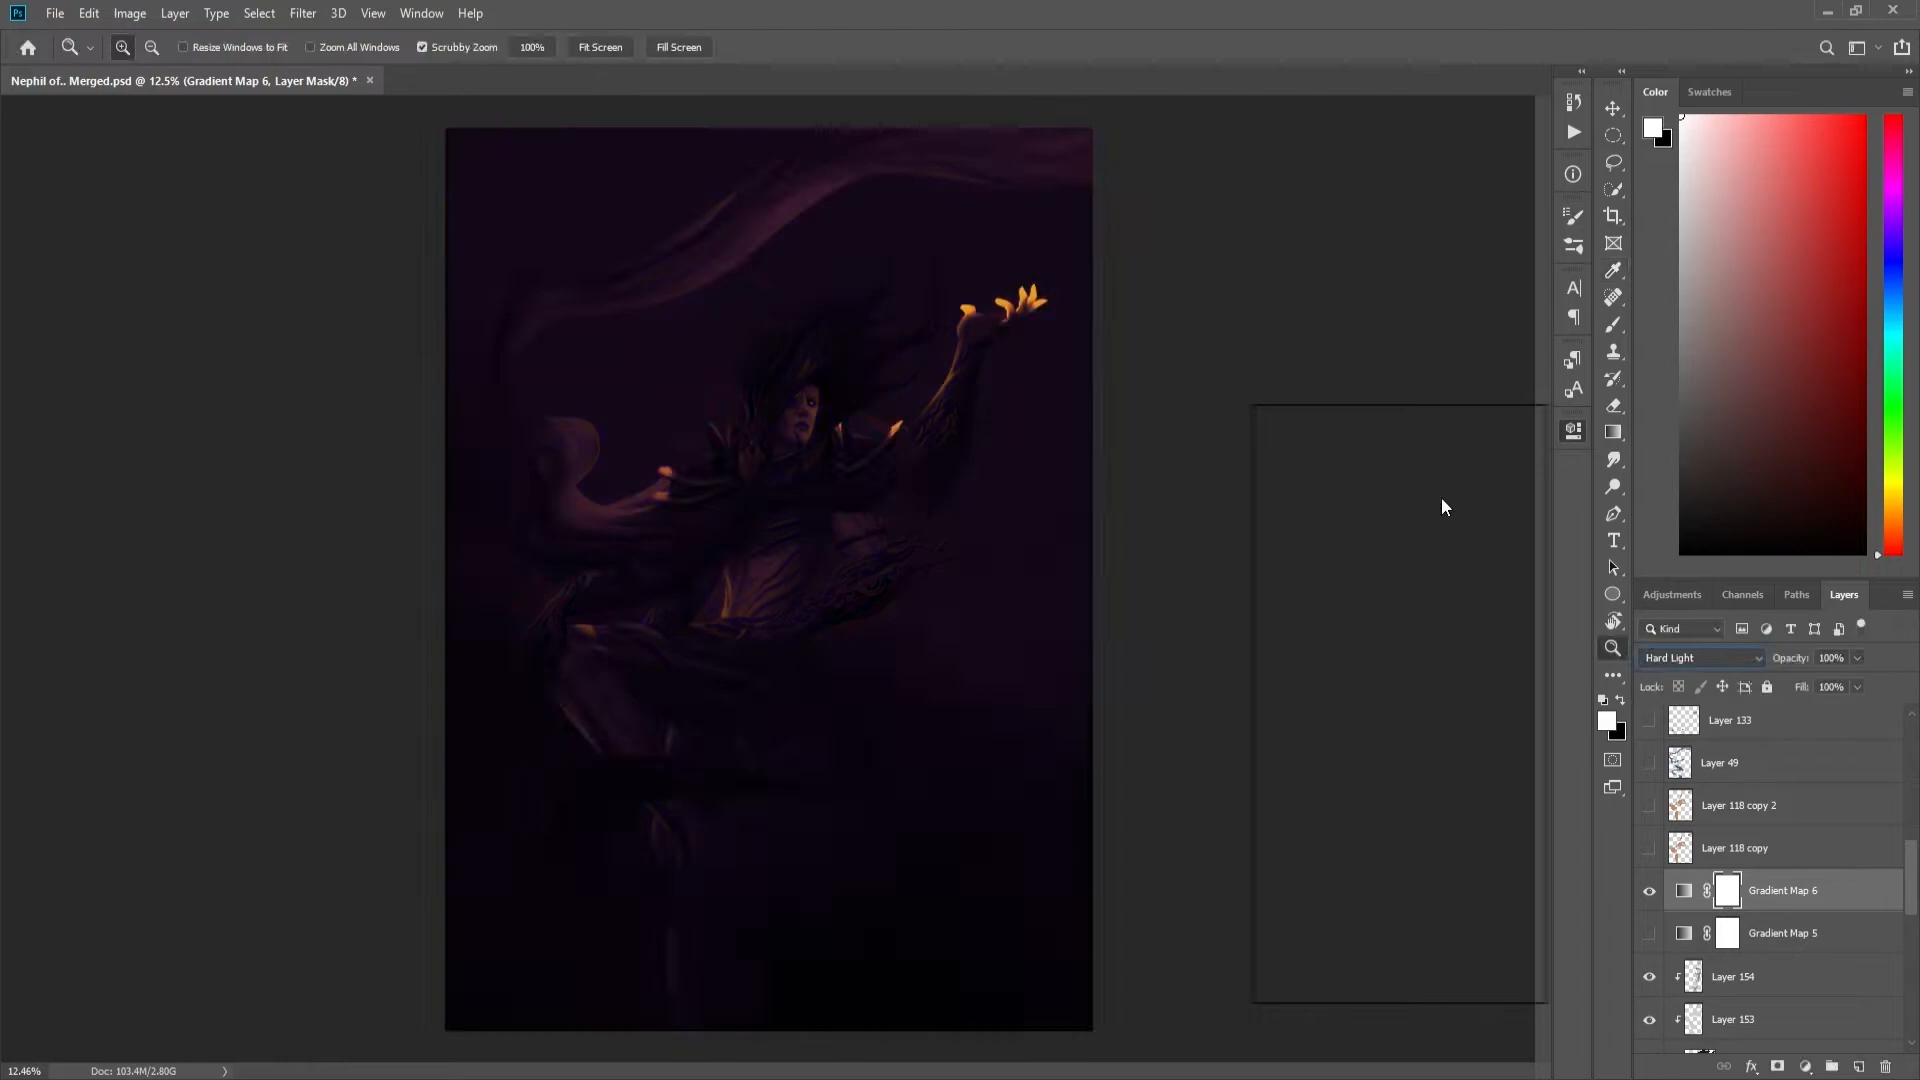 Ps File Edit Image Layer Type Select Filter 3D View Window Help
Resize Windows to Fit Zoom All Windows Scrubby Zoom 100% Fit Screen Fill Screen
Nephil of.. Merged.psd @ 12.5% (Gradient Map 6, Layer Mask/8) *
Color Swatches
Adjustments Channels Paths Layers
Kind
Hard Light Opacity: 100%
Lock: Fill: 100%
Layer 133
Layer 49
Layer 118 copy 2
Layer 118 copy
Gradient Map 6
Gradient Map 5
Layer 154
Layer 153
12.46% Doc: 103.4M/2.80G